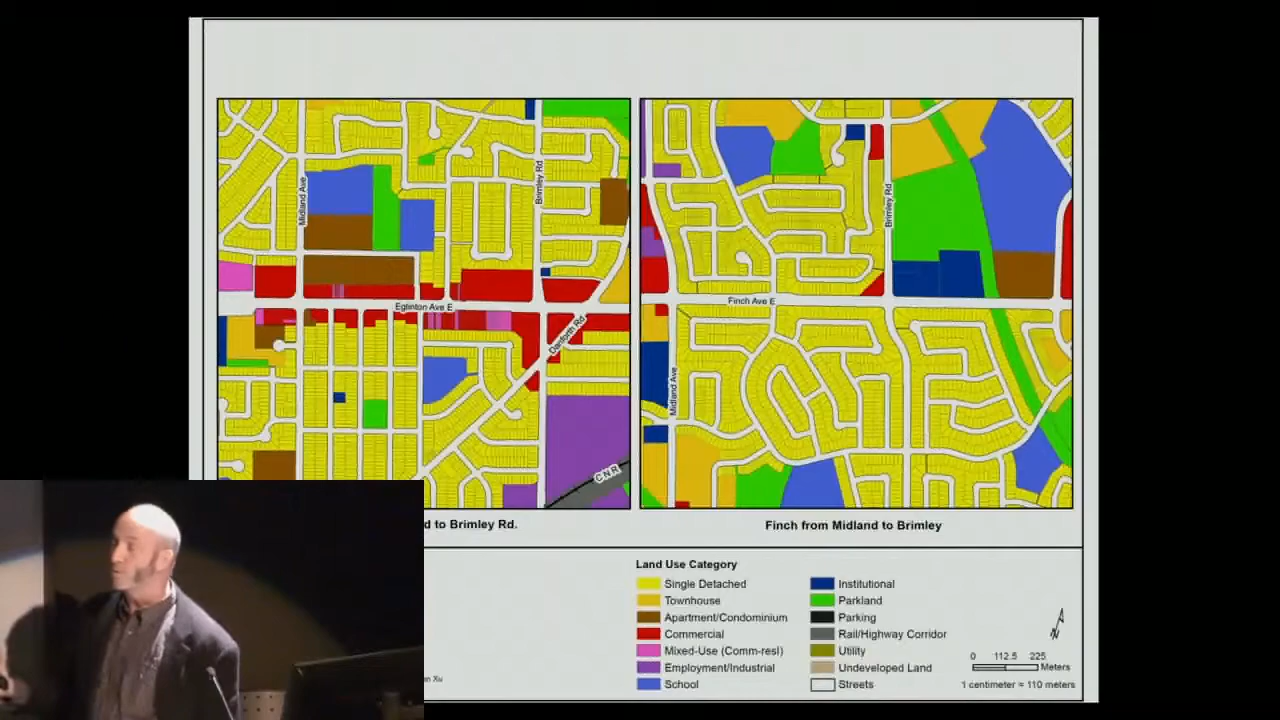 Midland Ave
Brimley Rd
Eglinton Ave E
Danforth Rd
CNR
Brimley Rd
Finch Ave E
Midland Ave
d to Brimley Rd.
Finch from Midland to Brimley
Land Use Category
Single Detached
Townhouse
Apartment/Condominium
Commercial
Mixed-Use (Comm-resl)
Employment/Industrial
School
Institutional
Parkland
Parking
Rail/Highway Corridor
Utility
Undeveloped Land
Streets
0 112.5 225
Meters
1 centimeter = 110 meters